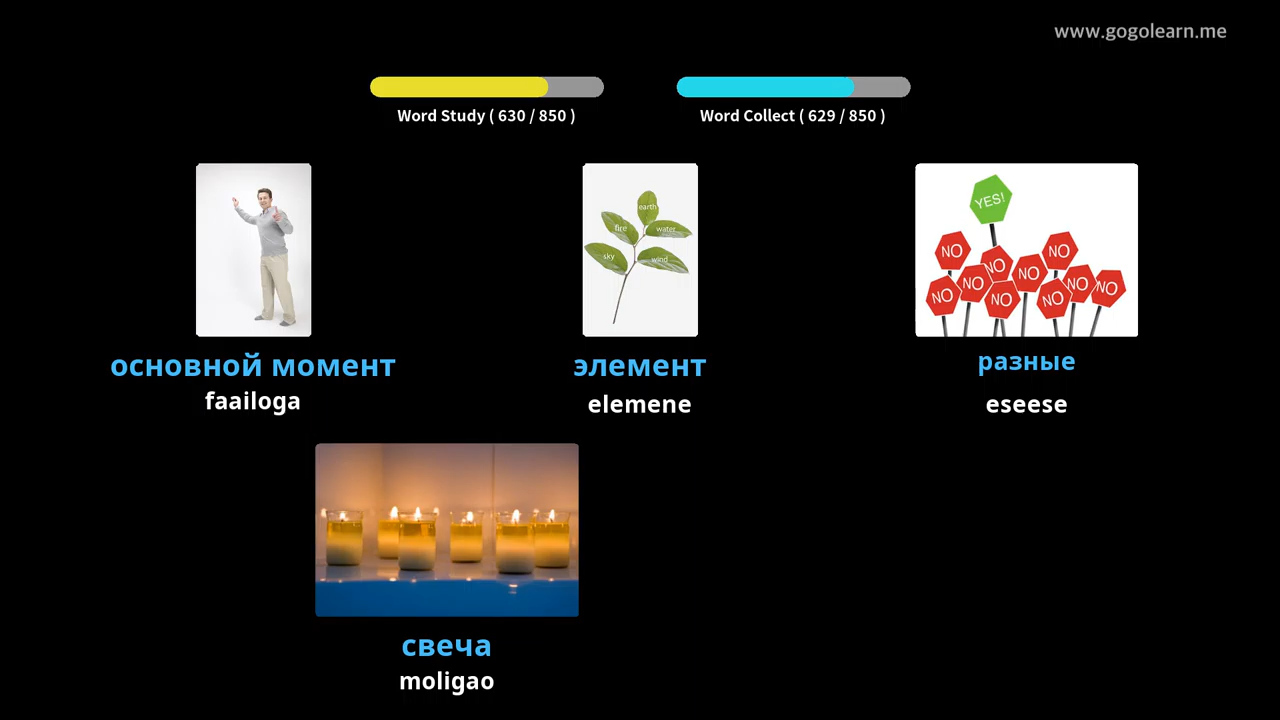 www.gogolearn.me
Word Study ( 630 / 850 )
Word Collect ( 629 / 850 )
earth
fire
water
sky
wind
YES!
NO
NO
NO
NO
NO
NO
NO
NO
NO
NO
основной момент
faailoga
элемент
elemene
разные
eseese
свеча
moligao